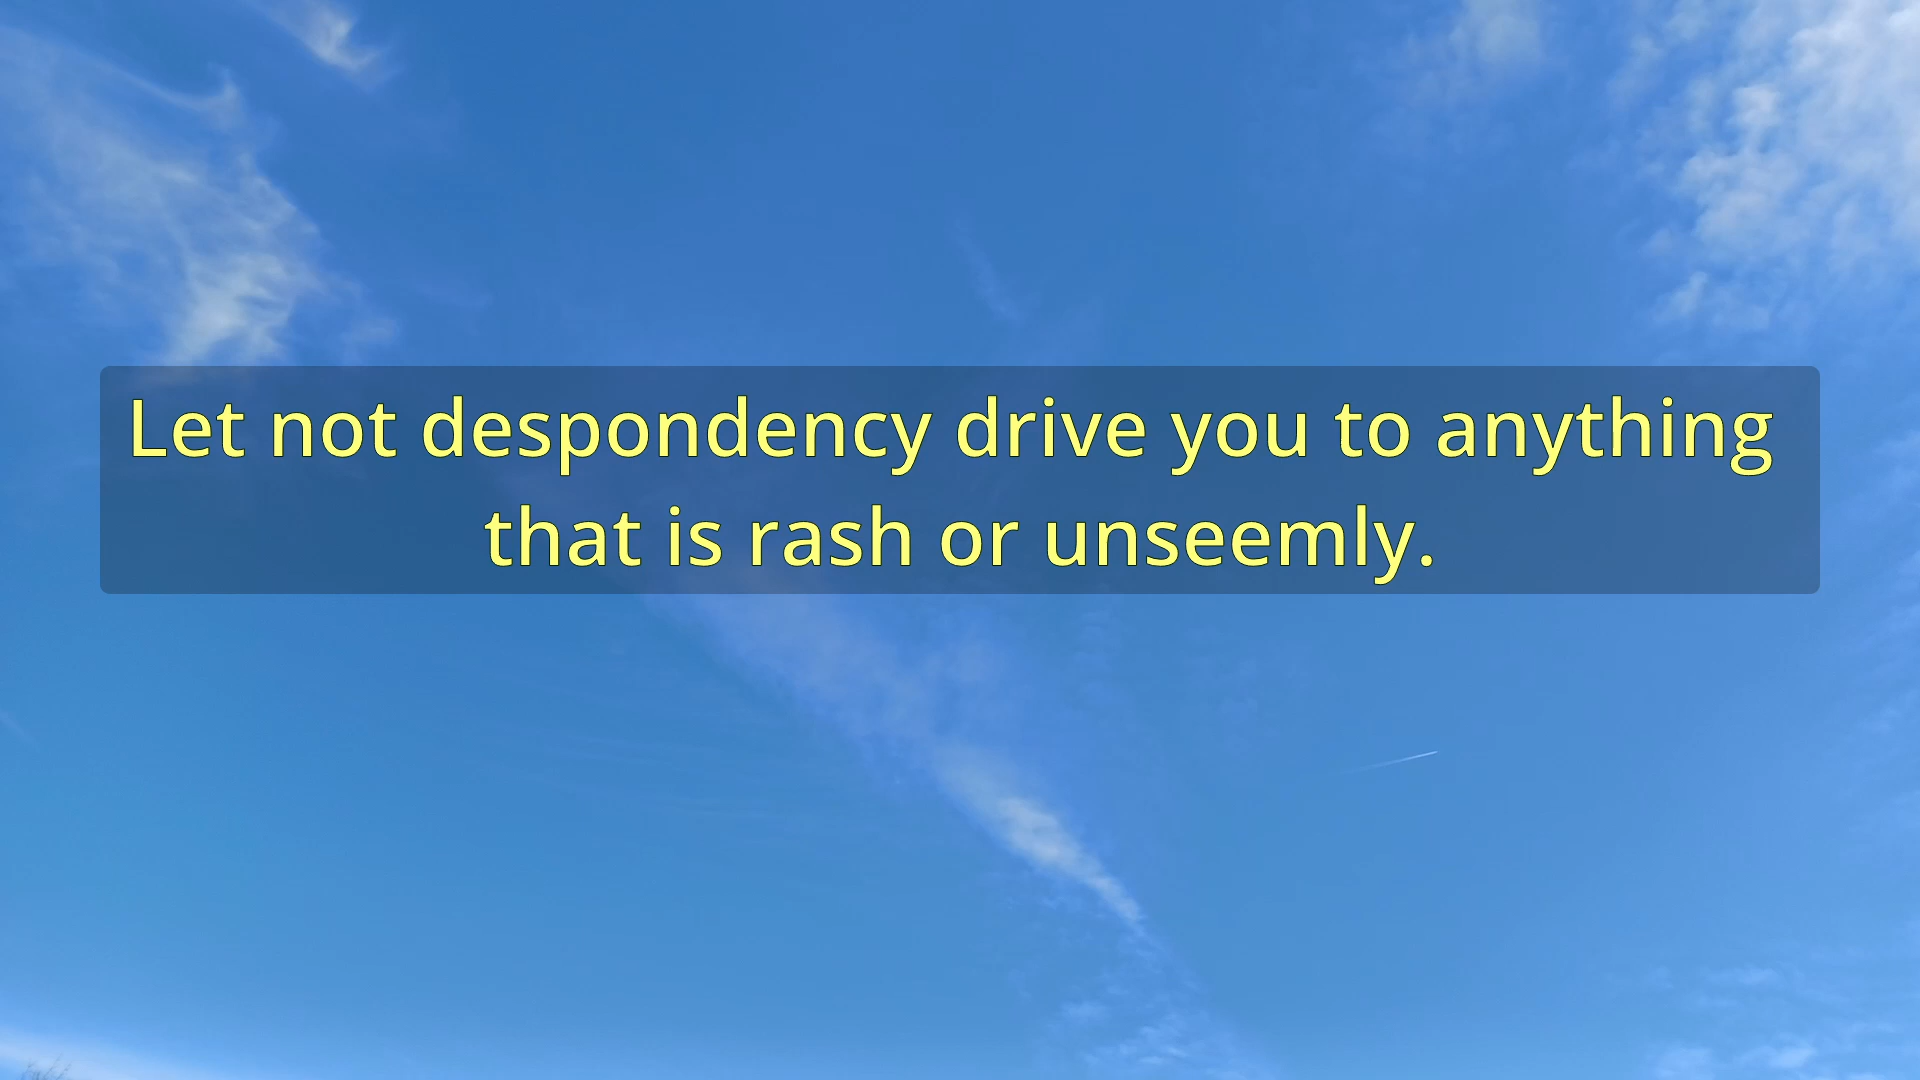 Let not despondency drive you to anything
that is rash or unseemly.